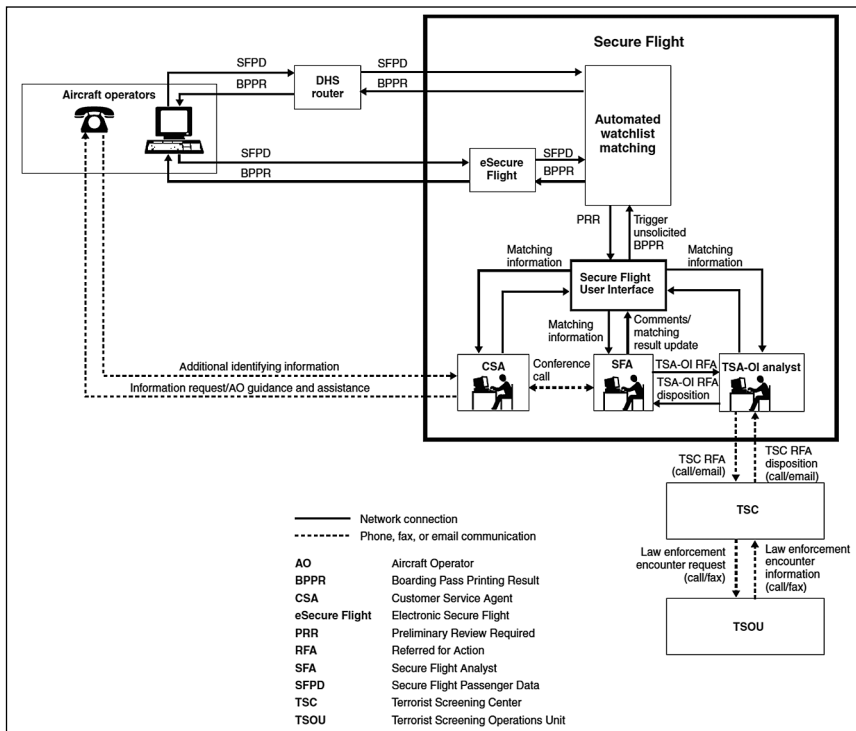 Secure Flight
SFPD
BPPR
DHS
router
SFPD
BPPR
Aircraft operators
Automated
watchlist
matching
SFPD
BPPR
eSecure
Flight
SFPD
BPPR
PRR
Trigger
unsolicited
BPPR
Matching
information
Secure Flight
User Interface
Matching
information
Matching
information
Comments/
matching
result update
Additional identifying information
Information request/AO guidance and assistance
CSA
Conference
call
SFA
TSA-OI RFA
TSA-OI RFA
disposition
TSA-OI analyst
TSC RFA
(call/email)
TSC RFA
disposition
(call/email)
TSC
Law enforcement
encounter request
(call/fax)
Law enforcement
encounter
information
(call/fax)
TSOU
Network connection
Phone, fax, or email communication
AO Aircraft Operator
BPPR Boarding Pass Printing Result
CSA Customer Service Agent
eSecure Flight Electronic Secure Flight
PRR Preliminary Review Required
RFA Referred for Action
SFA Secure Flight Analyst
SFPD Secure Flight Passenger Data
TSC Terrorist Screening Center
TSOU Terrorist Screening Operations Unit